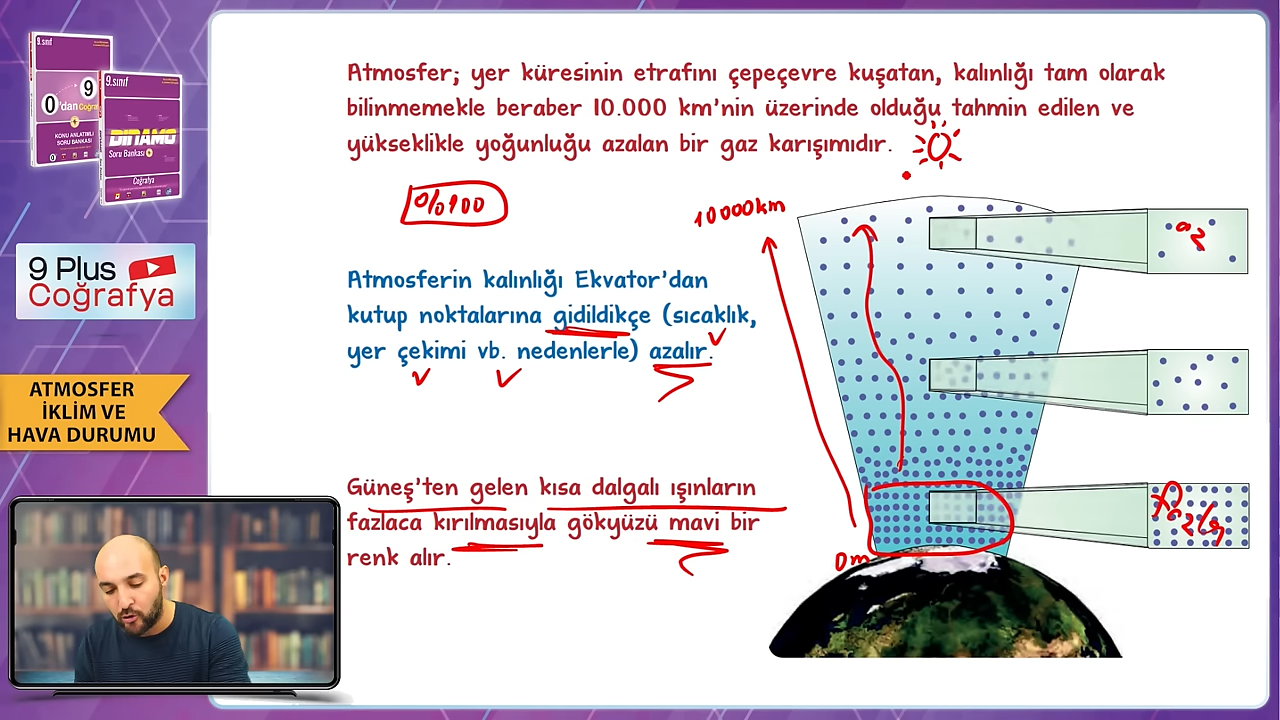 9.sınıf
0'dan 9'a
Coğrafya
KONU ANLATIMLI
SORU BANKASI
9.sınıf
DİNAMO
Soru Bankası
Coğrafya
9 Plus
Coğrafya
ATMOSFER
İKLİM VE
HAVA DURUMU
Atmosfer; yer küresinin etrafını çepeçevre kuşatan, kalınlığı tam olarak
bilinmemekle beraber 10.000 km'nin üzerinde olduğu tahmin edilen ve
yükseklikle yoğunluğu azalan bir gaz karışımıdır.
%100
10000km
az
Atmosferin kalınlığı Ekvator'dan
kutup noktalarına gidildikçe (sıcaklık,
yer çekimi vb. nedenlerle) azalır.
Güneş'ten gelen kısa dalgalı ışınların
fazlaca kırılmasıyla gökyüzü mavi bir
renk alır.
0m